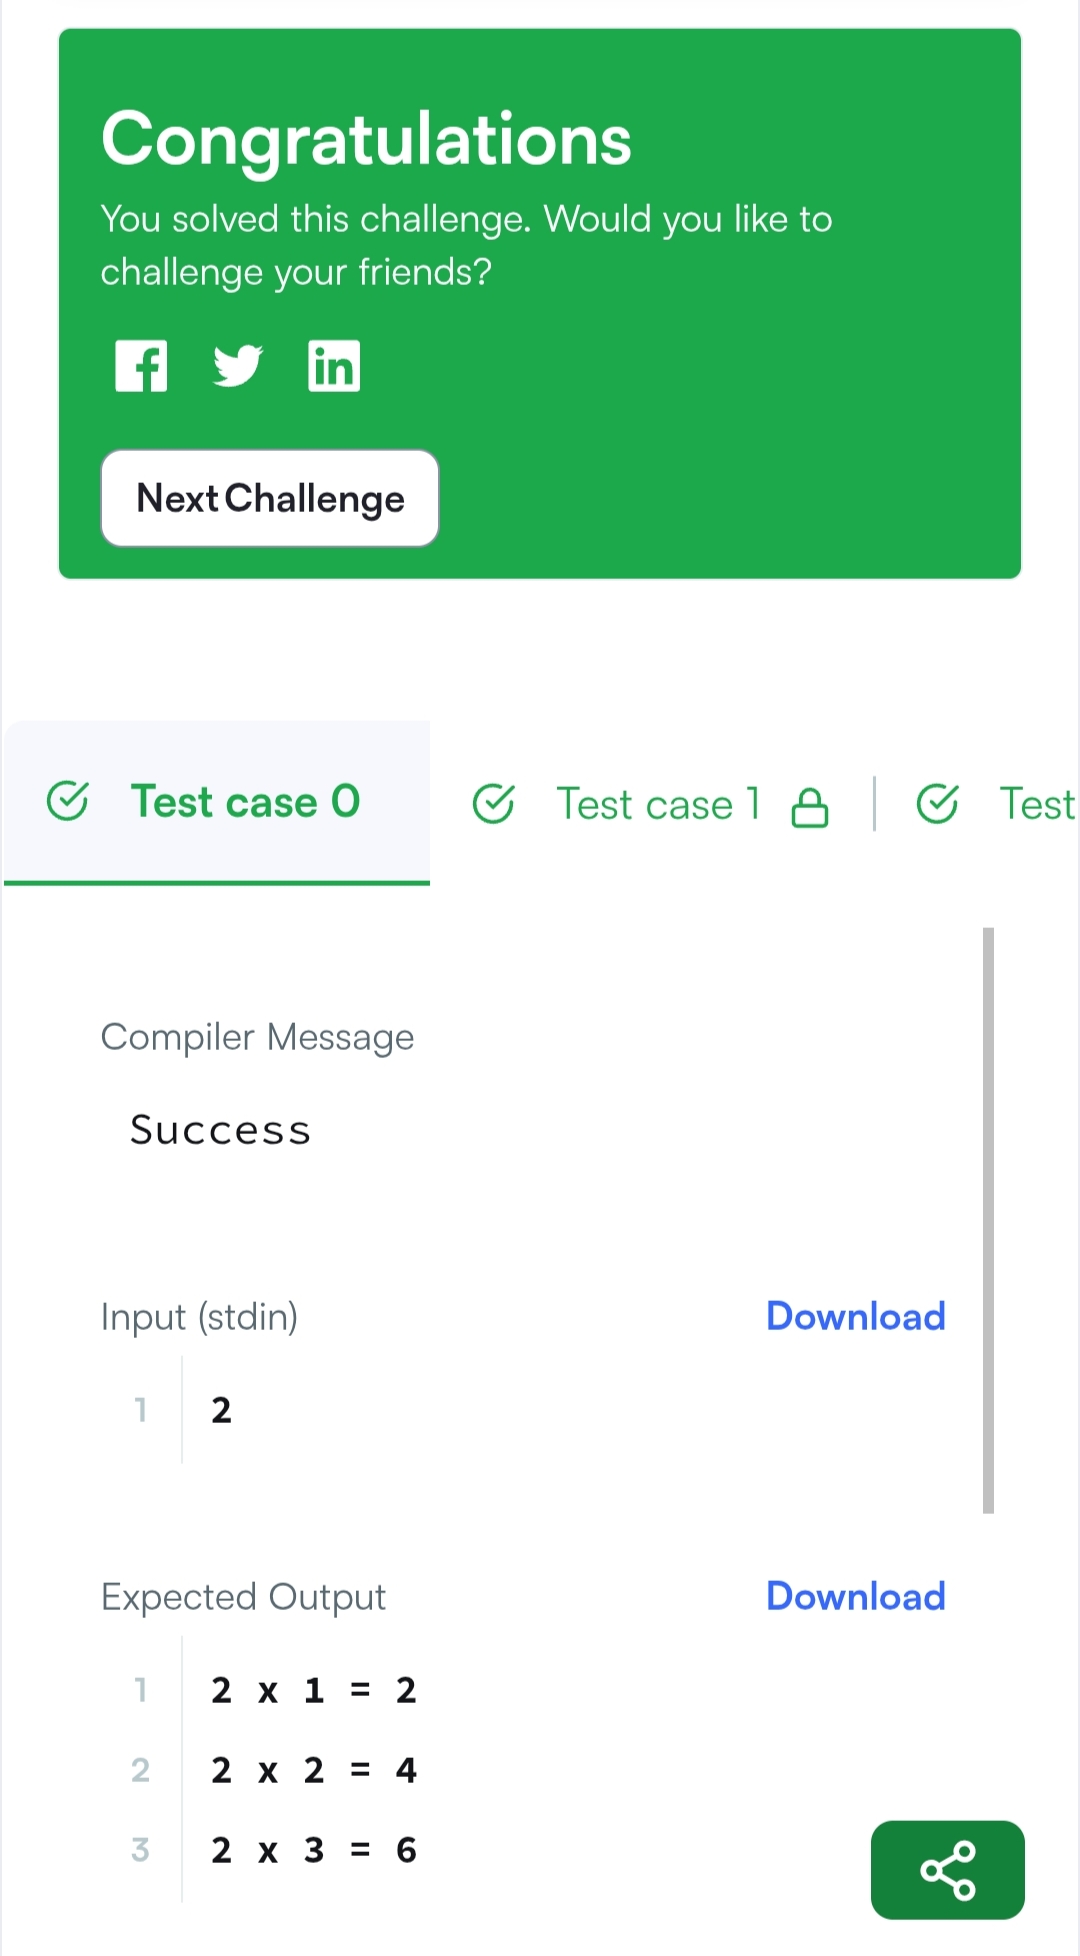 Congratulations
You solved this challenge. Would you like to
challenge your friends?
Next Challenge
Test case 0
Test case 1
Test
Compiler Message
Success
Input (stdin)
Download
1 2
Expected Output
Download
1 2 x 1 = 2
2 2 x 2 = 4
3 2 x 3 = 6